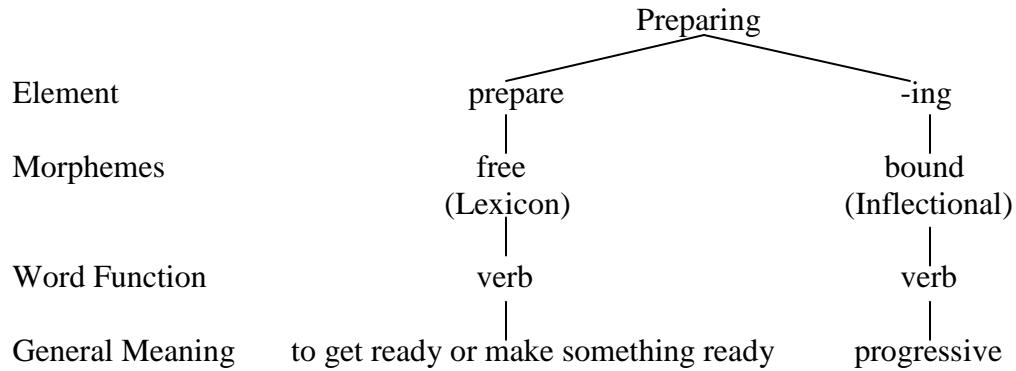 Preparing
Element prepare -ing
Morphemes free bound
(Lexicon) (Inflectional)
Word Function verb verb
General Meaning to get ready or make something ready progressive